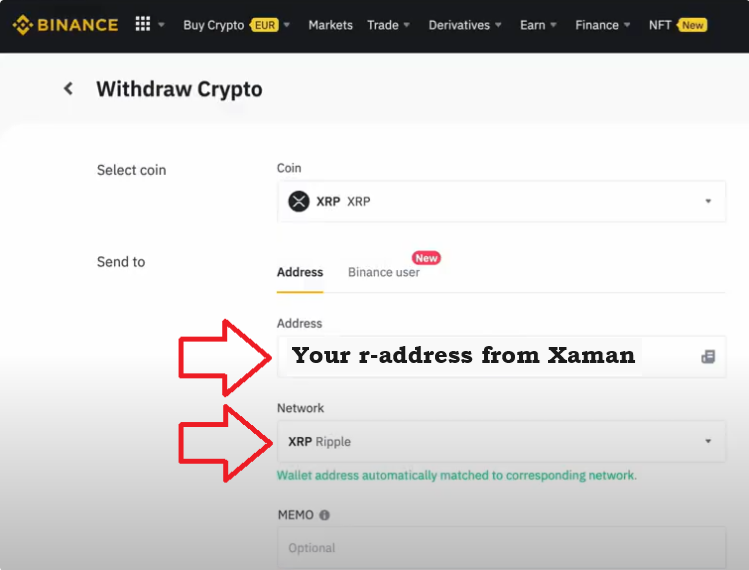 BINANCE Buy Crypto EUR Markets Trade Derivatives Earn Finance NFT New
Withdraw Crypto
Select coin
Coin
XRP XRP
Send to
New
Address Binance user
Address
Your r-address from Xaman
Network
XRP Ripple
Wallet address automatically matched to corresponding network.
MEMO
Optional